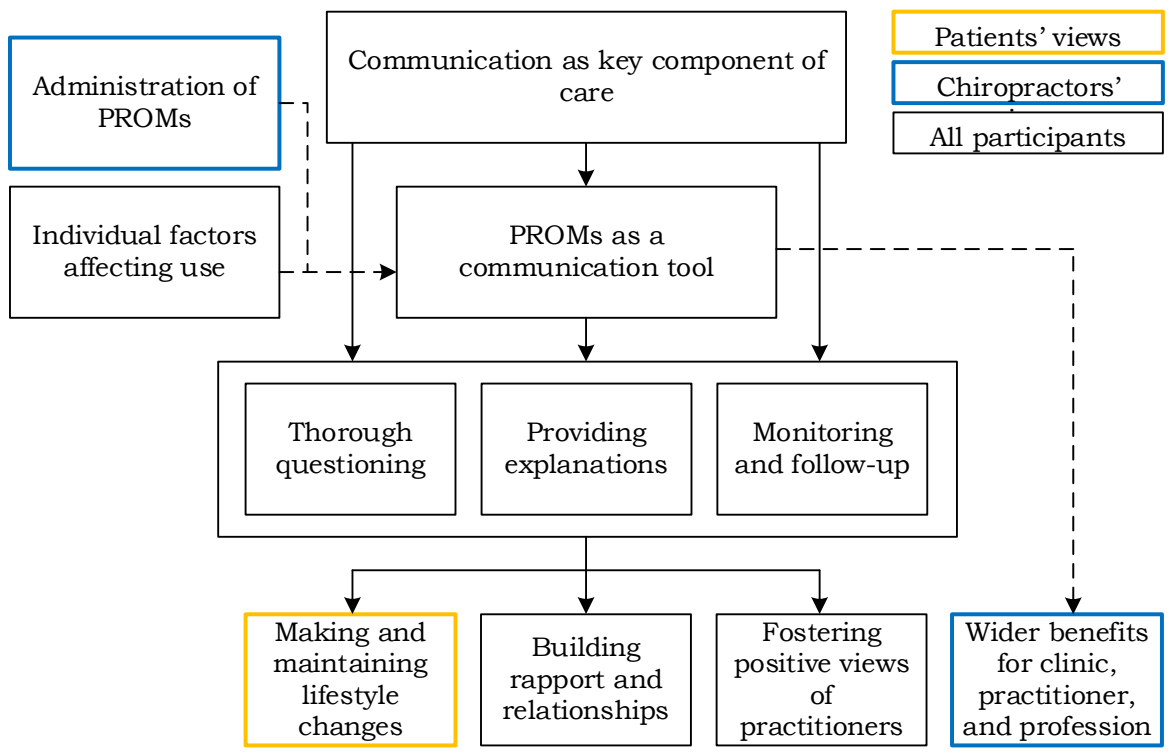 Administration of
PROMs
Communication as key component of
care
Patients’ views
Chiropractors’
All participants
Individual factors
affecting use
PROMs as a
communication tool
Thorough
questioning
Providing
explanations
Monitoring
and follow-up
Making and
maintaining
lifestyle
changes
Building
rapport and
relationships
Fostering
positive views
of
practitioners
Wider benefits
for clinic,
practitioner,
and profession